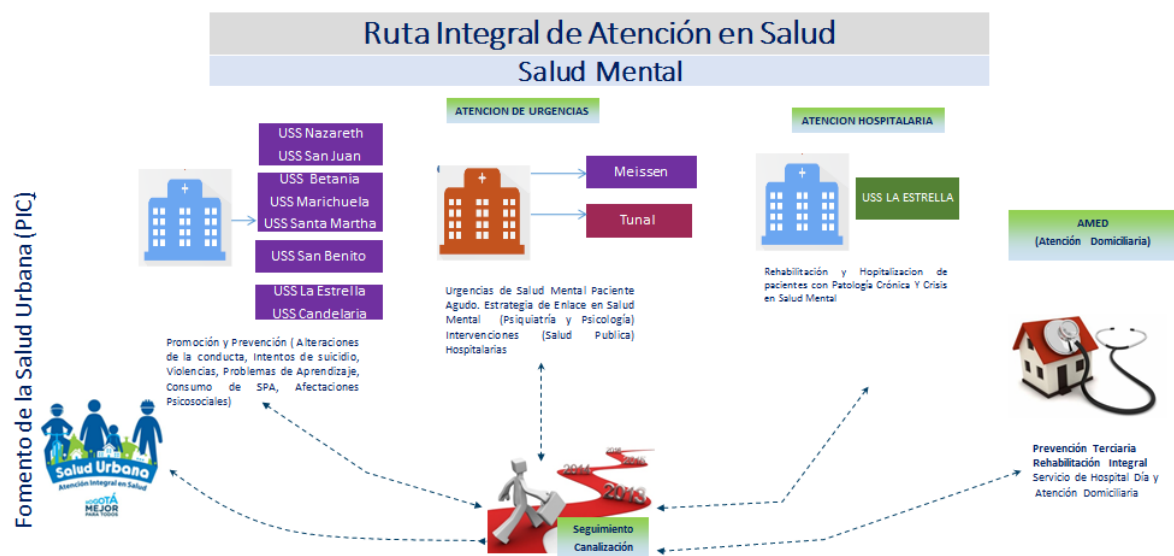 Ruta Integral de Atención en Salud
Salud Mental
Fomento de la Salud Urbana (PIC)
USS Nazareth
USS San Juan
USS Betania
USS Marichuela
USS Santa Martha
USS San Benito
USS La Estrella
USS Candelaria
Promoción y Prevención ( Alteraciones
de la conducta, Intentos de suicidio,
Violencias, Problemas de Aprendizaje,
Consumo de SPA, Afectaciones
Psicosociales)
ATENCION DE URGENCIAS
Meissen
Tunal
Urgencias de Salud Mental Paciente
Agudo. Estrategia de Enlace en Salud
Mental (Psiquiatría y Psicología)
Intervenciones (Salud Publica)
Hospitalarias
ATENCION HOSPITALARIA
USS LA ESTRELLA
Rehabilitación y Hopitalizacion de
pacientes con Patología Crónica Y Crisis
en Salud Mental
AMED
(Atención Domiciliaria)
Prevención Terciaria
Rehabilitación Integral
Servicio de Hospital Día y
Atención Domiciliaria
Salud Urbana
Atención Integral en Salud
BOGOTÁ
MEJOR
PARA TODOS
2013
Seguimiento
Canalización